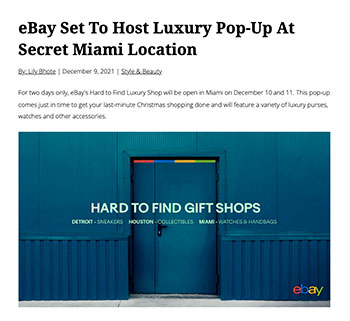 eBay Set To Host Luxury Pop-Up At
Secret Miami Location
By: Lily Bhote | December 9, 2021 | Style & Beauty
For two days only, eBay's Hard to Find Luxury Shop will be open in Miami on December 10 and 11. This pop-up
comes just in time to get your last-minute Christmas shopping done and will feature a variety of luxury purses,
watches and other accessories.
HARD TO FIND GIFT SHOPS
DETROIT • SNEAKERS HOUSTON • COLLECTIBLES MIAMI • WATCHES & HANDBAGS
ebay